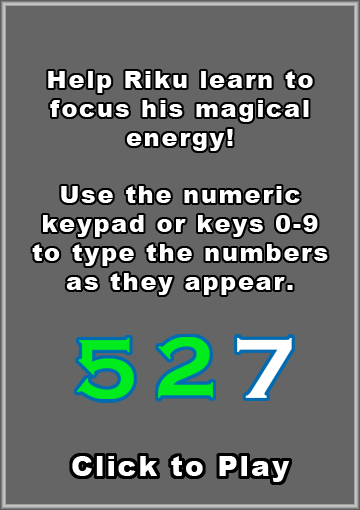 Help Riku learn to
focus his magical
energy!
Use the numeric
keypad or keys 0-9
to type the numbers
as they appear.
527
Click to Play